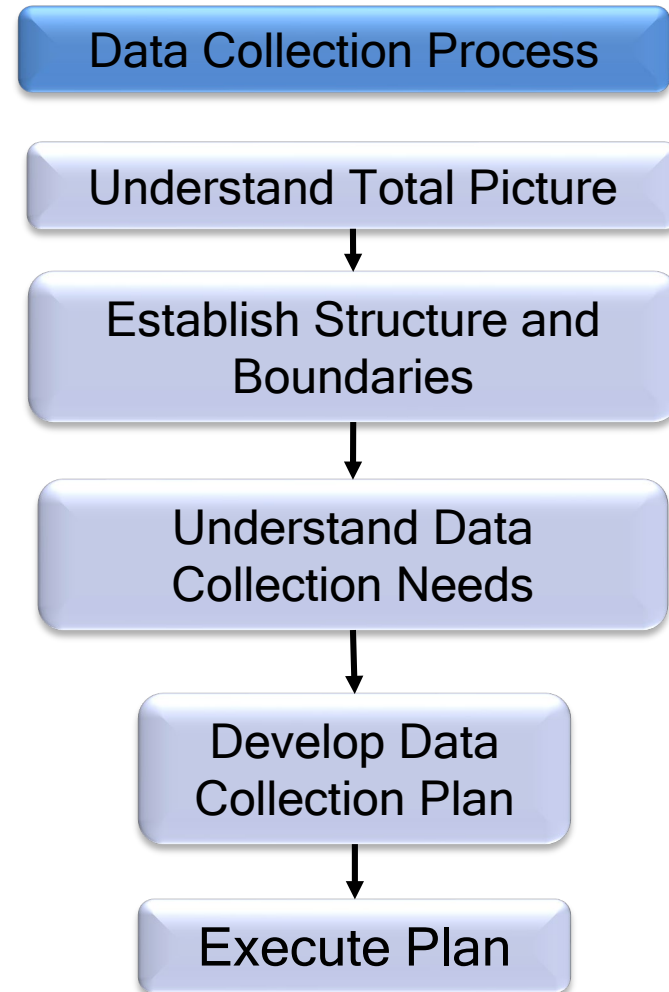 Data Collection Process
Understand Total Picture
Establish Structure and
Boundaries
Understand Data
Collection Needs
Develop Data
Collection Plan
Execute Plan